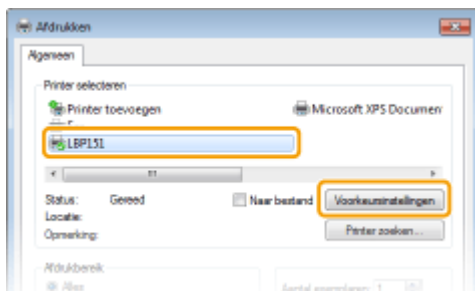 Afdrukken
Algemeen
Printer selecteren
Printer toevoegen
Microsoft XPS Documen
LBP151
Status: Gereed
Naar bestand
Voorkeursinstellingen
Locatie:
Opmerking:
Printer zoeken...
Afdrukbereik
Alles
Aantal exemplaren: 1